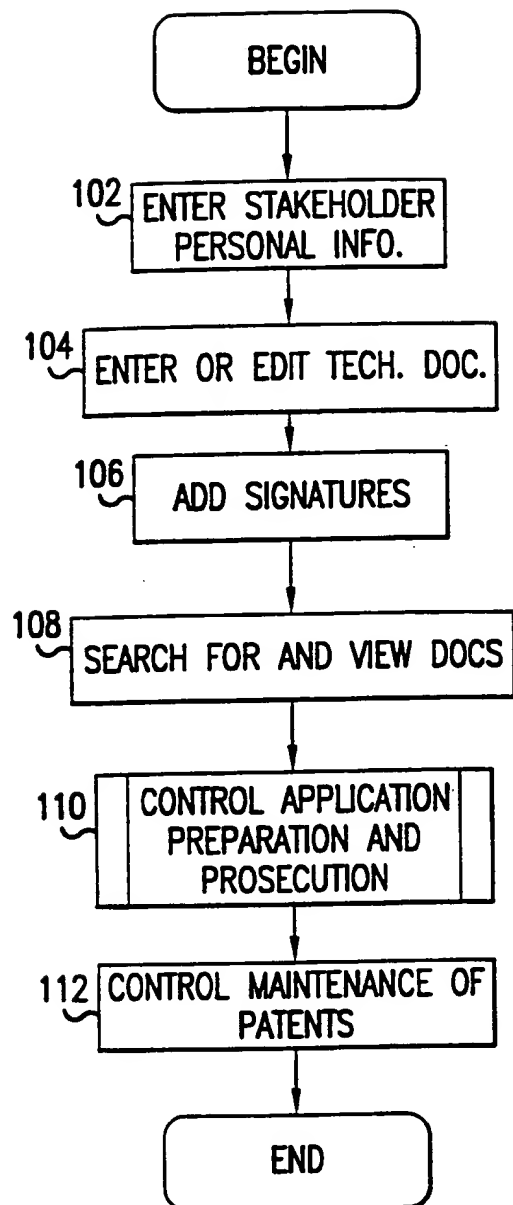 BEGIN
102
ENTER STAKEHOLDER
PERSONAL INFO.
104
ENTER OR EDIT TECH. DOC.
106
ADD SIGNATURES
108
SEARCH FOR AND VIEW DOCS
110
CONTROL APPLICATION
PREPARATION AND
PROSECUTION
112
CONTROL MAINTENANCE OF
PATENTS
END